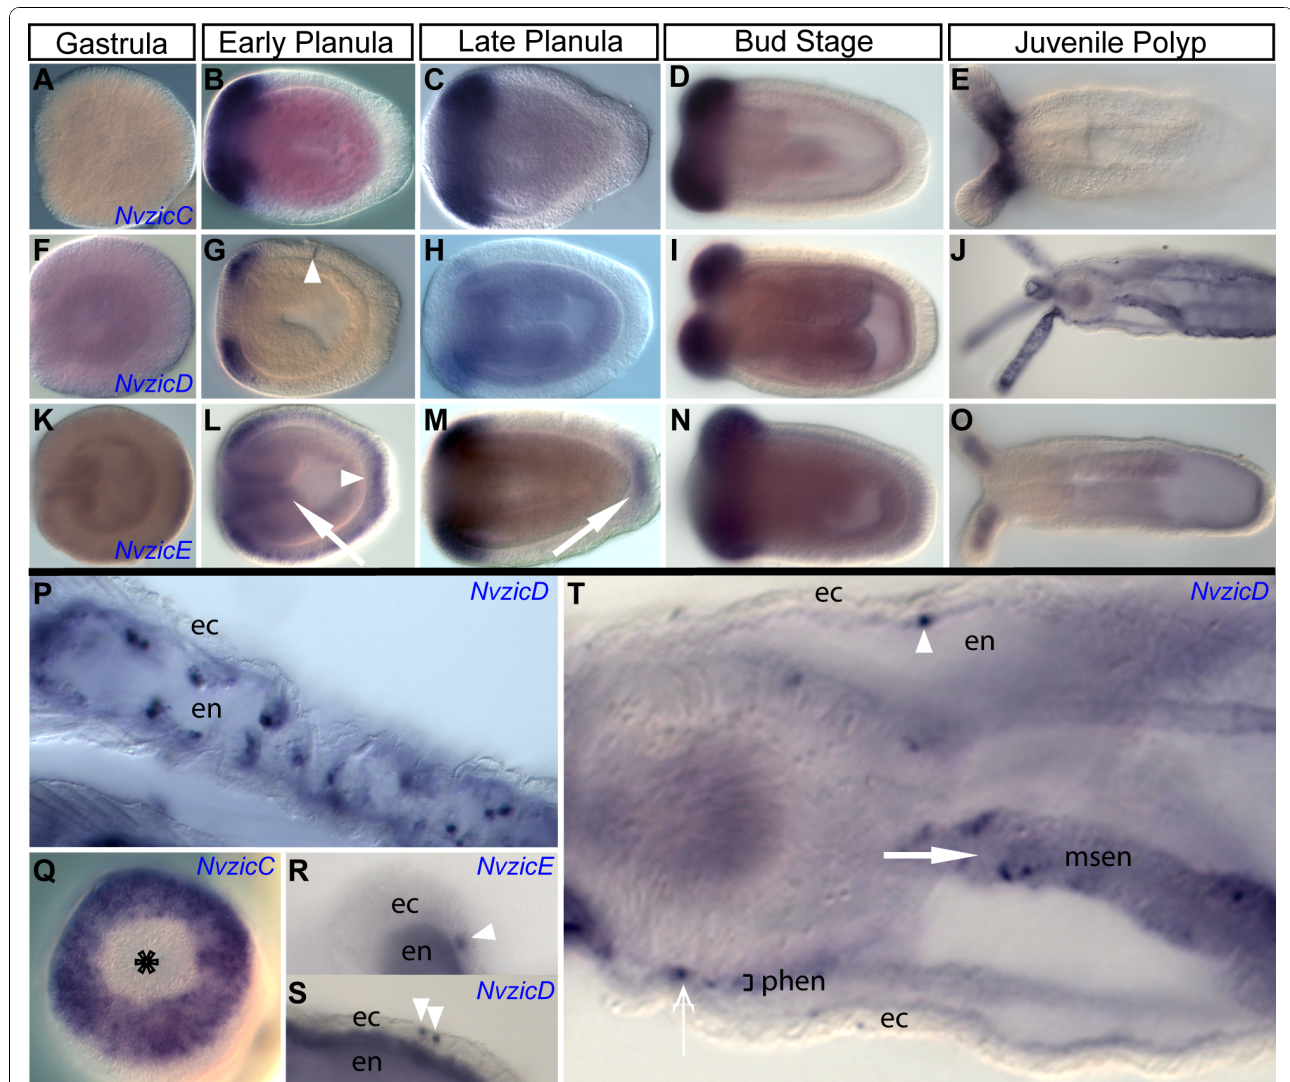 Gastrula Early Planula Late Planula Bud Stage Juvenile Polyp
A B C D E
NvzicC
F G H I J
NvzicD
K L M N O
NvzicE
P NvzicD
ec
en
T NvzicD
ec
en
msen
phen
ec
Q NvzicC
R NvzicE
ec
en
S NvzicD
ec
en